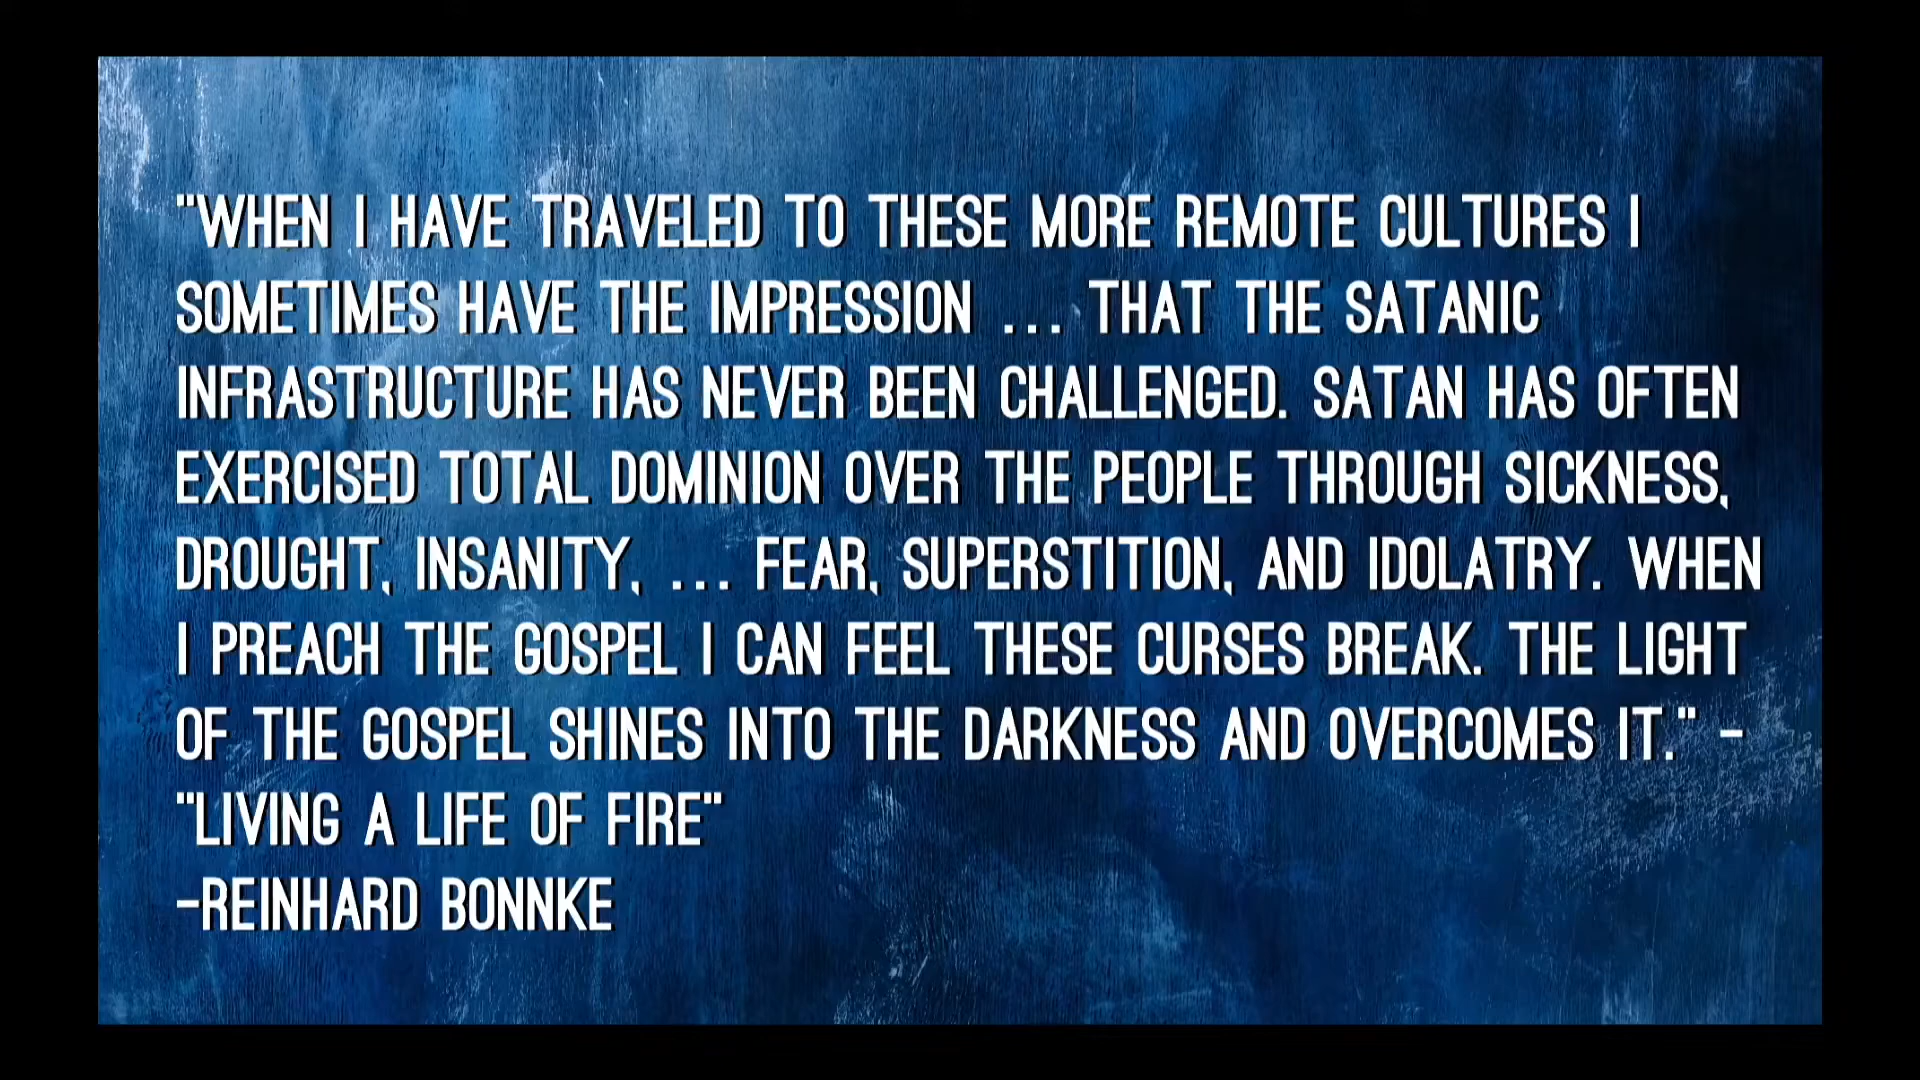 "WHEN I HAVE TRAVELED TO THESE MORE REMOTE CULTURES I
SOMETIMES HAVE THE IMPRESSION ... THAT THE SATANIC
INFRASTRUCTURE HAS NEVER BEEN CHALLENGED. SATAN HAS OFTEN
EXERCISED TOTAL DOMINION OVER THE PEOPLE THROUGH SICKNESS,
DROUGHT, INSANITY, ... FEAR, SUPERSTITION, AND IDOLATRY. WHEN
I PREACH THE GOSPEL I CAN FEEL THESE CURSES BREAK. THE LIGHT
OF THE GOSPEL SHINES INTO THE DARKNESS AND OVERCOMES IT." -
"LIVING A LIFE OF FIRE"
-REINHARD BONNKE